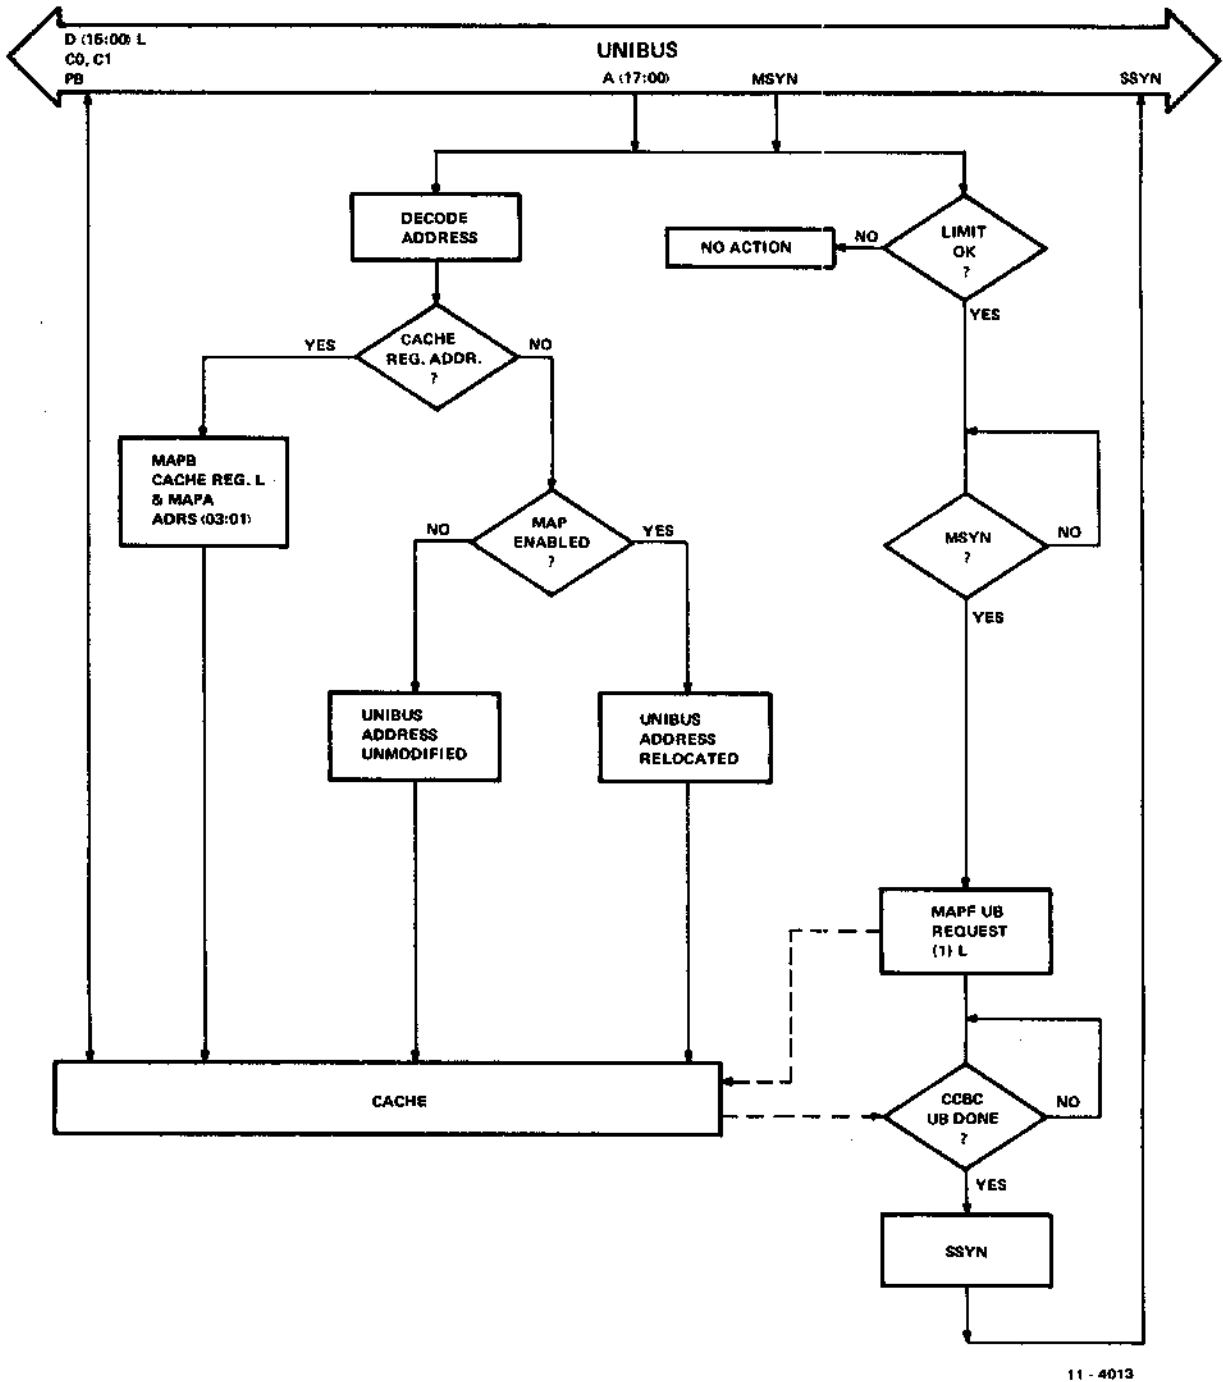 D (15:00) L
UNIBUS
C0, C1
PB
A (17:00)
MSYN
SSYN
DECODE
ADDRESS
NO ACTION
NO
LIMIT
OK
?
YES
CACHE
REG. ADDR.
?
YES
NO
MAPB
CACHE REG. L
& MAPA
ADRS (03:01)
MAP
ENABLED
?
NO
YES
MSYN
?
NO
YES
UNIBUS
ADDRESS
UNMODIFIED
UNIBUS
ADDRESS
RELOCATED
MAPF UB
REQUEST
(1) L
CACHE
CCBC
UB DONE
?
NO
YES
SSYN
11 - 4013